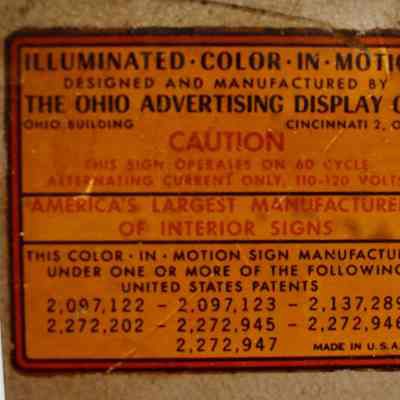 ILLUMINATED · COLOR · IN · MOTIO
DESIGNED AND MANUFACTURED BY
THE OHIO ADVERTISING DISPLAY C
OHIO BUILDING CINCINNATI 2, O
CAUTION
THIS SIGN OPERATES ON 60 CYCLE
ALTERNATING CURRENT ONLY, 110-120 VOLTS
AMERICA'S LARGEST MANUFACTURE
OF INTERIOR SIGNS
THIS COLOR · IN · MOTION SIGN MANUFACTU
UNDER ONE OR MORE OF THE FOLLOWING
UNITED STATES PATENTS
2,097,122 – 2,097,123 – 2,137,289
2,272,202 – 2,272,945 – 2,272,946
2,272,947 MADE IN U.S.A.